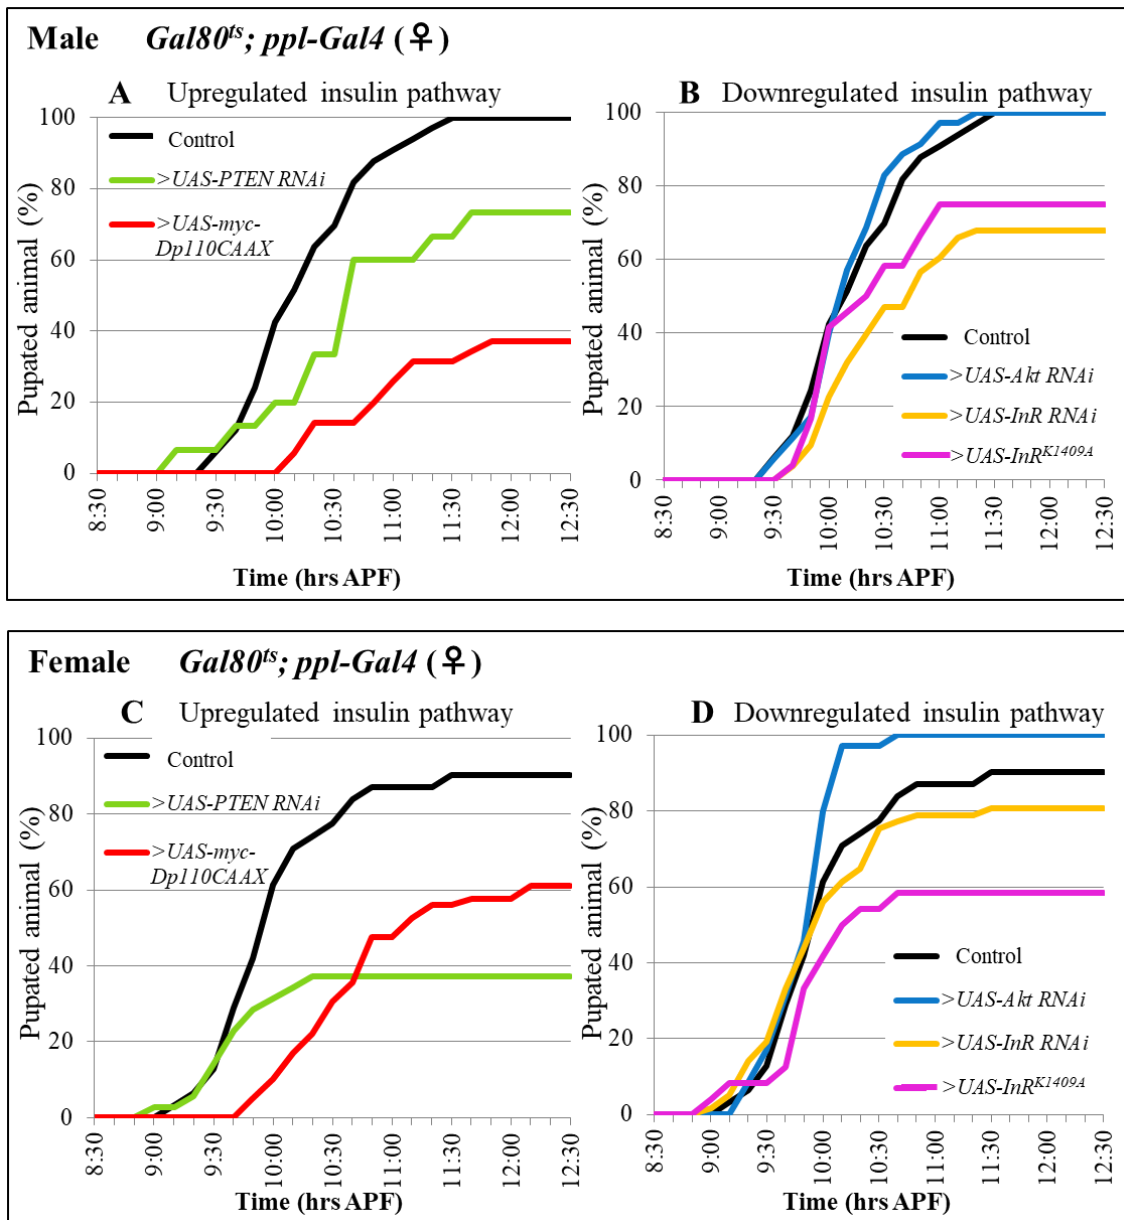 Male Gal80ts; ppl-Gal4 (♀)
A Upregulated insulin pathway
Pupated animal (%)
100
80
60
40
20
0
Control
>UAS-PTEN RNAi
>UAS-myc-
Dp110CAAX
8:30
9:00
9:30
10:00
10:30
11:00
11:30
12:00
12:30
Time (hrs APF)
B Downregulated insulin pathway
Pupated animal (%)
100
80
60
40
20
0
Control
>UAS-Akt RNAi
>UAS-InR RNAi
>UAS-InRK1409A
8:30
9:00
9:30
10:00
10:30
11:00
11:30
12:00
12:30
Time (hrs APF)
Female Gal80ts; ppl-Gal4 (♀)
C Upregulated insulin pathway
Pupated animal (%)
100
80
60
40
20
0
Control
>UAS-PTEN RNAi
>UAS-myc-
Dp110CAAX
8:30
9:00
9:30
10:00
10:30
11:00
11:30
12:00
12:30
Time (hrs APF)
D Downregulated insulin pathway
Pupated animal (%)
100
80
60
40
20
0
Control
>UAS-Akt RNAi
>UAS-InR RNAi
>UAS-InRK1409A
8:30
9:00
9:30
10:00
10:30
11:00
11:30
12:00
12:30
Time (hrs APF)